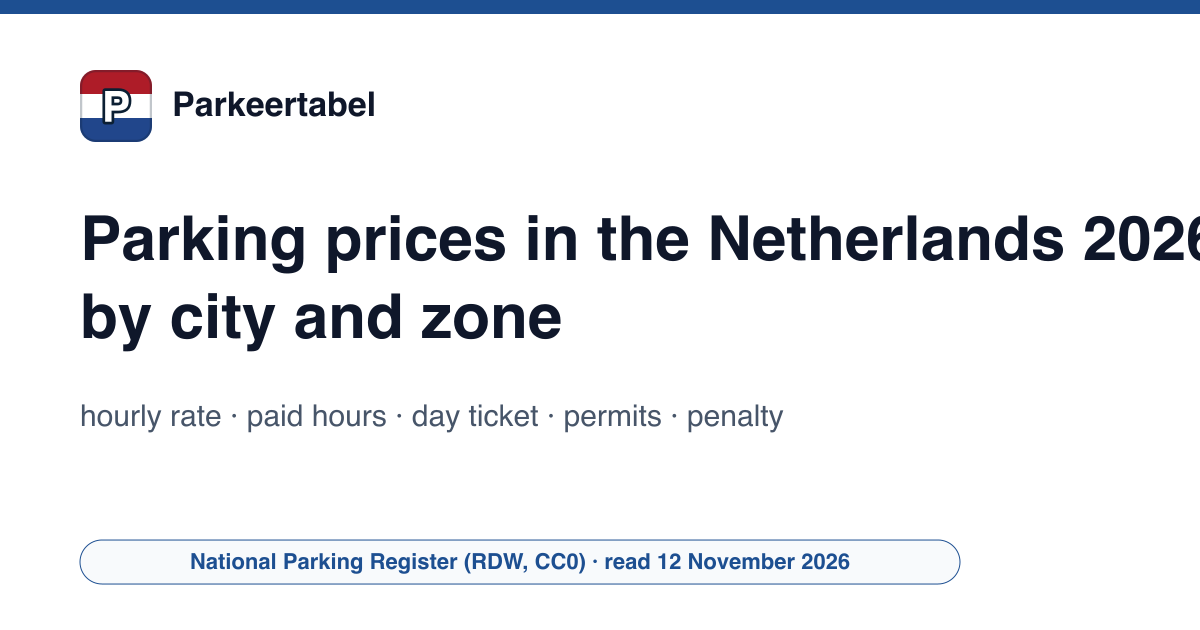 P
Parkeertabel
Parking prices in the Netherlands 2026
by city and zone
hourly rate · paid hours · day ticket · permits · penalty
National Parking Register (RDW, CC0) · read 12 November 2026